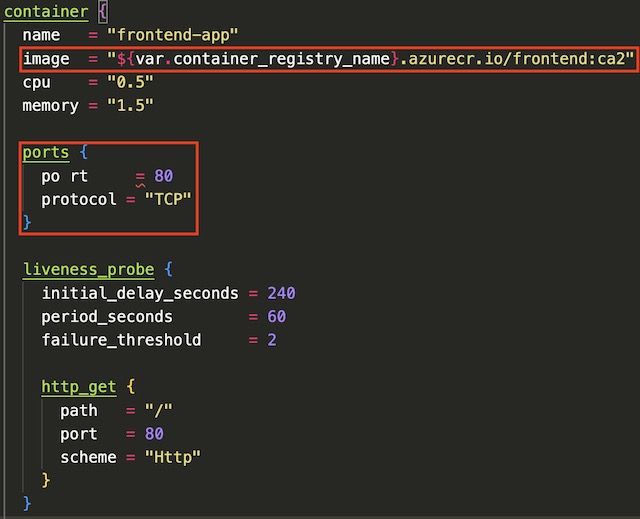 container {
name = "frontend-app"
image = "${var.container_registry_name}.azurecr.io/frontend:ca2"
cpu = "0.5"
memory = "1.5"
ports {
po rt = 80
protocol = "TCP"
}
liveness_probe {
initial_delay_seconds = 240
period_seconds = 60
failure_threshold = 2
http_get {
path = "/"
port = 80
scheme = "Http"
}
}